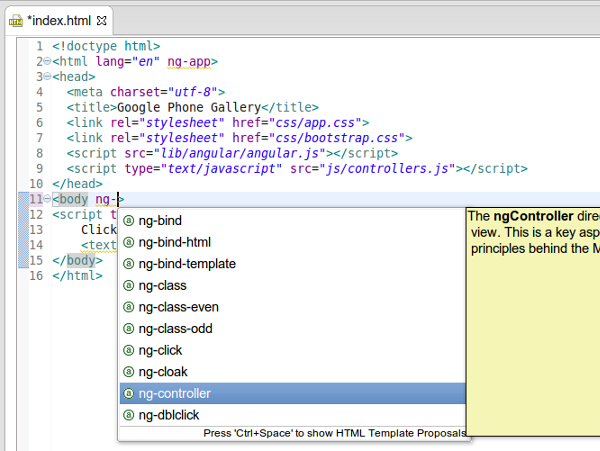 *index.html
1 <!doctype html>
2 <html lang="en" ng-app>
3 <head>
4 <meta charset="utf-8">
5 <title>Google Phone Gallery</title>
6 <link rel="stylesheet" href="css/app.css">
7 <link rel="stylesheet" href="css/bootstrap.css">
8 <script src="lib/angular/angular.js"></script>
9 <script type="text/javascript" src="js/controllers.js"></script>
10 </head>
11 <body ng->
12 <script t
13 Click
14 <text
15 </body>
16 </html>
ng-bind
ng-bind-html
ng-bind-template
ng-class
ng-class-even
ng-class-odd
ng-click
ng-cloak
ng-controller
ng-dblclick
Press 'Ctrl+Space' to show HTML Template Proposals
The ngController dire
view. This is a key asp
principles behind the M